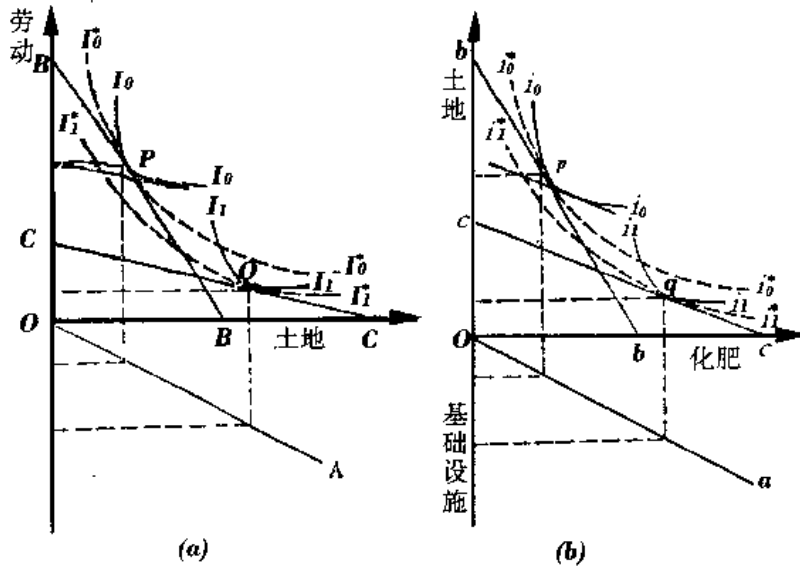 劳动
B
I₀*
I₀
I₁*
P
I₀
I₁
C
Q
I₁
I₀*
I₁*
O
B
土地
C
A
(a)
b
土地
i₀*
i₀
i₁*
p
i₀
i₁
c
q
i₁
i₀*
i₁*
O
b
化肥
c
基础设施
a
(b)